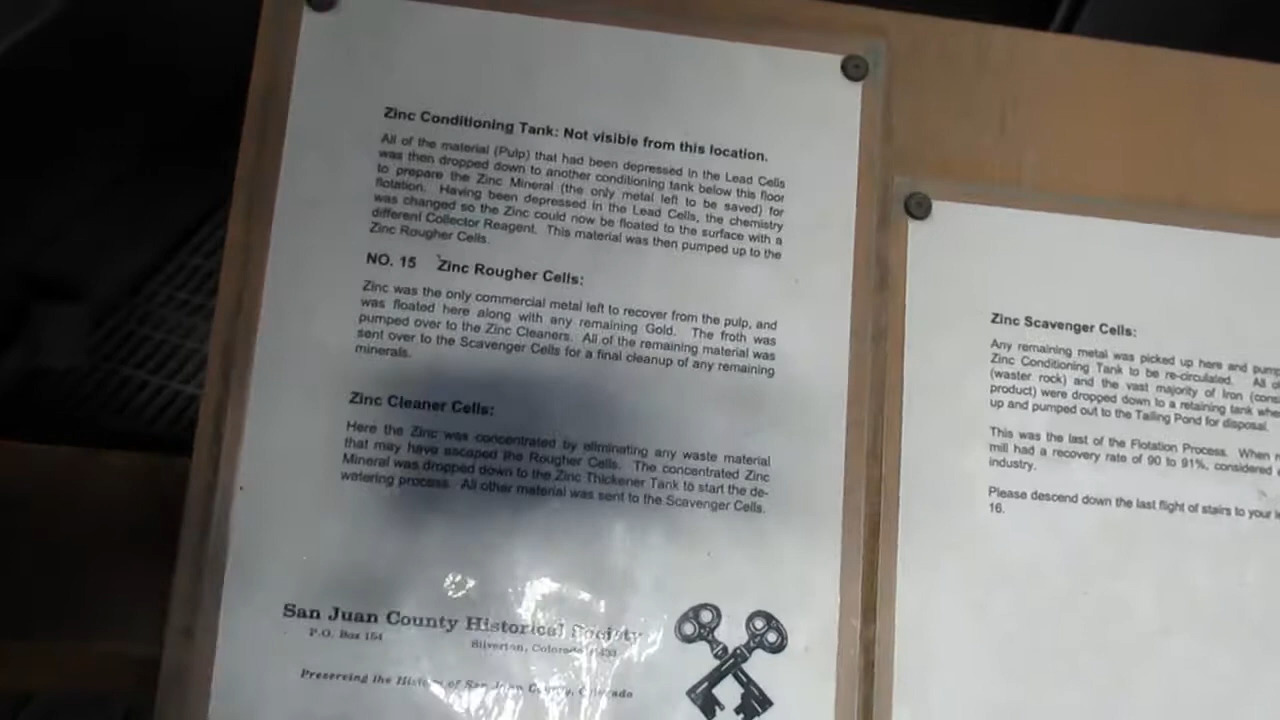 Zinc Conditioning Tank: Not visible from this location.
All of the material (Pulp) that had been depressed in the Lead Cells
was then dropped down to another conditioning tank below this floor
to prepare the Zinc Mineral (the only metal left to be saved) for
flotation. Having been depressed in the Lead Cells, the chemistry
was changed so the Zinc could now be floated to the surface with a
different Collector Reagent. This material was then pumped up to the
Zinc Rougher Cells.
NO. 15 Zinc Rougher Cells:
Zinc was the only commercial metal left to recover from the pulp, and
was floated here along with any remaining Gold. The froth was
pumped over to the Zinc Cleaners. All of the remaining material was
sent over to the Scavenger Cells for a final cleanup of any remaining
minerals.
Zinc Cleaner Cells:
Here the Zinc was concentrated by eliminating any waste material
that may have escaped the Rougher Cells. The concentrated Zinc
Mineral was dropped down to the Zinc Thickener Tank to start the de-
watering process. All other material was sent to the Scavenger Cells.
San Juan County Historical Society
P.O. Box 154
Silverton, Colorado
Preserving the History of San Juan County, Colorado
Zinc Scavenger Cells:
Any remaining metal was picked up here and pump
Zinc Conditioning Tank to be re-circulated. All o
(waster rock) and the vast majority of Iron (cons
product) were dropped down to a retaining tank whe
up and pumped out to the Tailing Pond for disposal.
This was the last of the Flotation Process. When
mill had a recovery rate of 90 to 91%, considered
industry.
Please descend down the last flight of stairs to your
16.